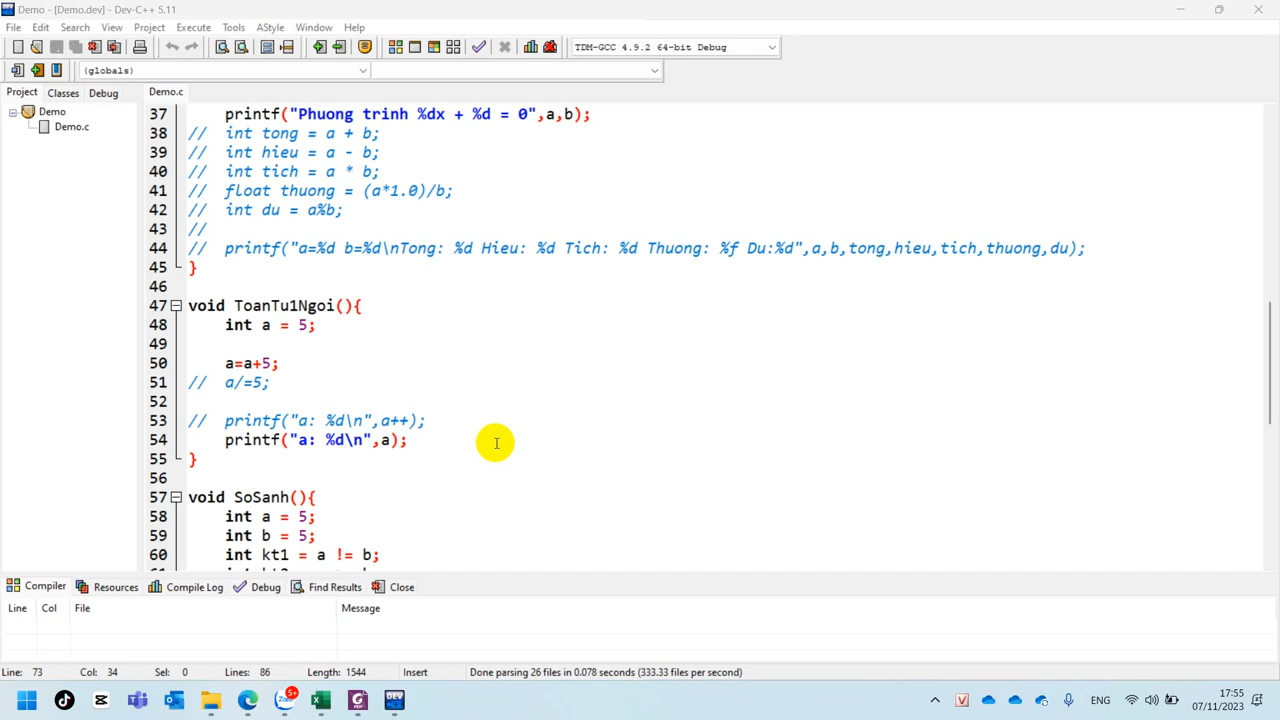 Demo - [Demo.dev] - Dev-C++ 5.11
File Edit Search View Project Execute Tools AStyle Window Help
TDM-GCC 4.9.2 64-bit Debug
(globals)
Project Classes Debug Demo.c
Demo
Demo.c
37 printf("Phuong trinh %dx + %d = 0",a,b);
38 // int tong = a + b;
39 // int hieu = a - b;
40 // int tich = a * b;
41 // float thuong = (a*1.0)/b;
42 // int du = a%b;
43 //
44 // printf("a=%d b=%d\nTong: %d Hieu: %d Tich: %d Thuong: %f Du:%d",a,b,tong,hieu,tich,thuong,du);
45 }
46
47 void ToanTu1Ngoi(){
48 int a = 5;
49
50 a=a+5;
51 // a/=5;
52
53 // printf("a: %d\n",a++);
54 printf("a: %d\n",a);
55 }
56
57 void SoSanh(){
58 int a = 5;
59 int b = 5;
60 int kt1 = a != b;
Compiler Resources Compile Log Debug Find Results Close
Line Col File Message
Line: 73 Col: 34 Sel: 0 Lines: 86 Length: 1544 Insert Done parsing 26 files in 0.078 seconds (333.33 files per second)
5+
Zalo
DEV
ENG
17:55
07/11/2023